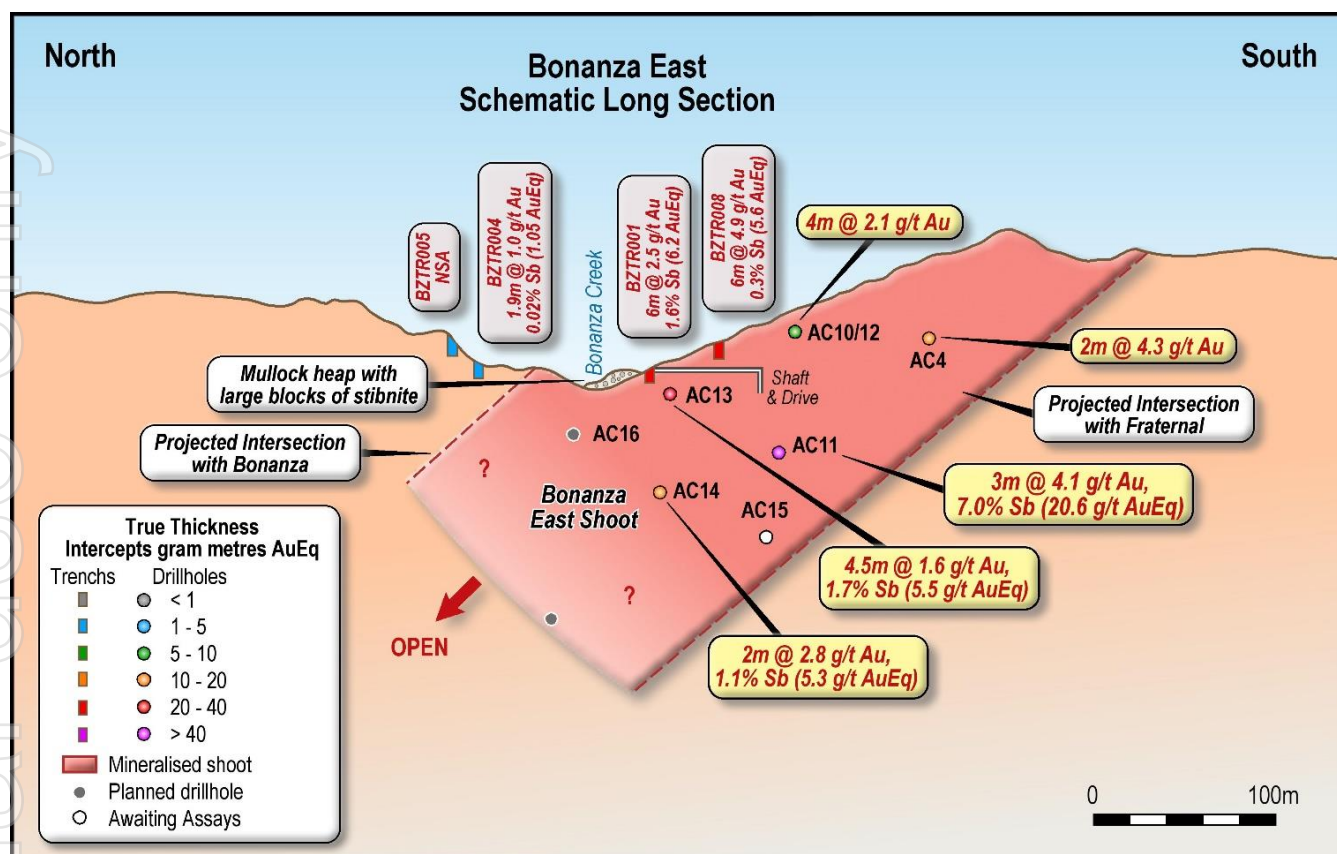 North
Bonanza East
Schematic Long Section
South
BZTR005
NSA
BZTR004
1.9m @ 1.0 g/t Au
0.02% Sb (1.05 AuEq)
Bonanza Creek
BZTR001
6m @ 2.5 g/t Au
1.6% Sb (6.2 AuEq)
BZTR008
6m @ 4.9 g/t Au
0.3% Sb (5.6 AuEq)
4m @ 2.1 g/t Au
AC10/12
AC4
2m @ 4.3 g/t Au
Mullock heap with
large blocks of stibnite
Shaft
& Drive
AC13
Projected Intersection
with Fraternal
Projected Intersection
with Bonanza
AC16
AC11
?
3m @ 4.1 g/t Au,
7.0% Sb (20.6 g/t AuEq)
AC14
Bonanza
East Shoot
AC15
4.5m @ 1.6 g/t Au,
1.7% Sb (5.5 g/t AuEq)
?
OPEN
2m @ 2.8 g/t Au,
1.1% Sb (5.3 g/t AuEq)
True Thickness
Intercepts gram metres AuEq
Trenchs Drillholes
< 1
1 - 5
5 - 10
10 - 20
20 - 40
> 40
Mineralised shoot
Planned drillhole
Awaiting Assays
0 100m